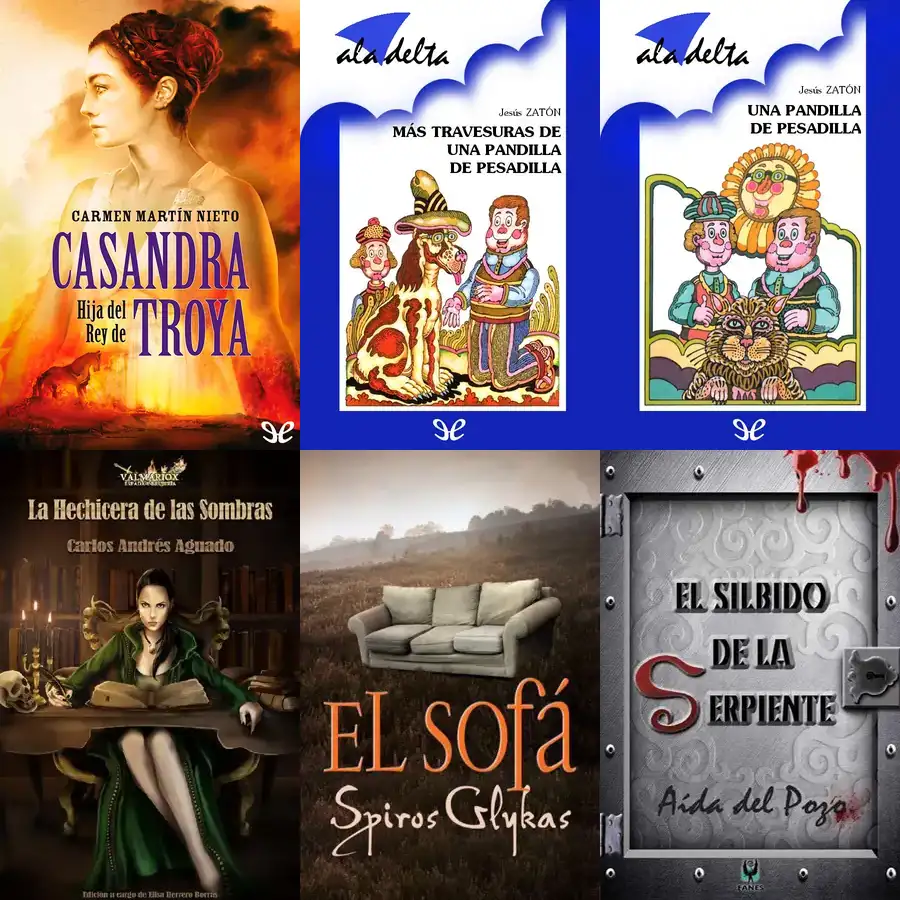 CARMEN MARTÍN NIETO
CASANDRA
Hija del
Rey de
TROYA
ala delta
Jesús ZATÓN
MÁS TRAVESURAS DE
UNA PANDILLA
DE PESADILLA
ala delta
Jesús ZATÓN
UNA PANDILLA
DE PESADILLA
VALMARIOX
La Hechicera de las Sombras
Carlos Andrés Aguado
Edición a cargo de Elisa Herrero Borrás
EL SOFÁ
Spiros Glykas
EL SILBIDO
DE LA
SERPIENTE
Aída del Pozo